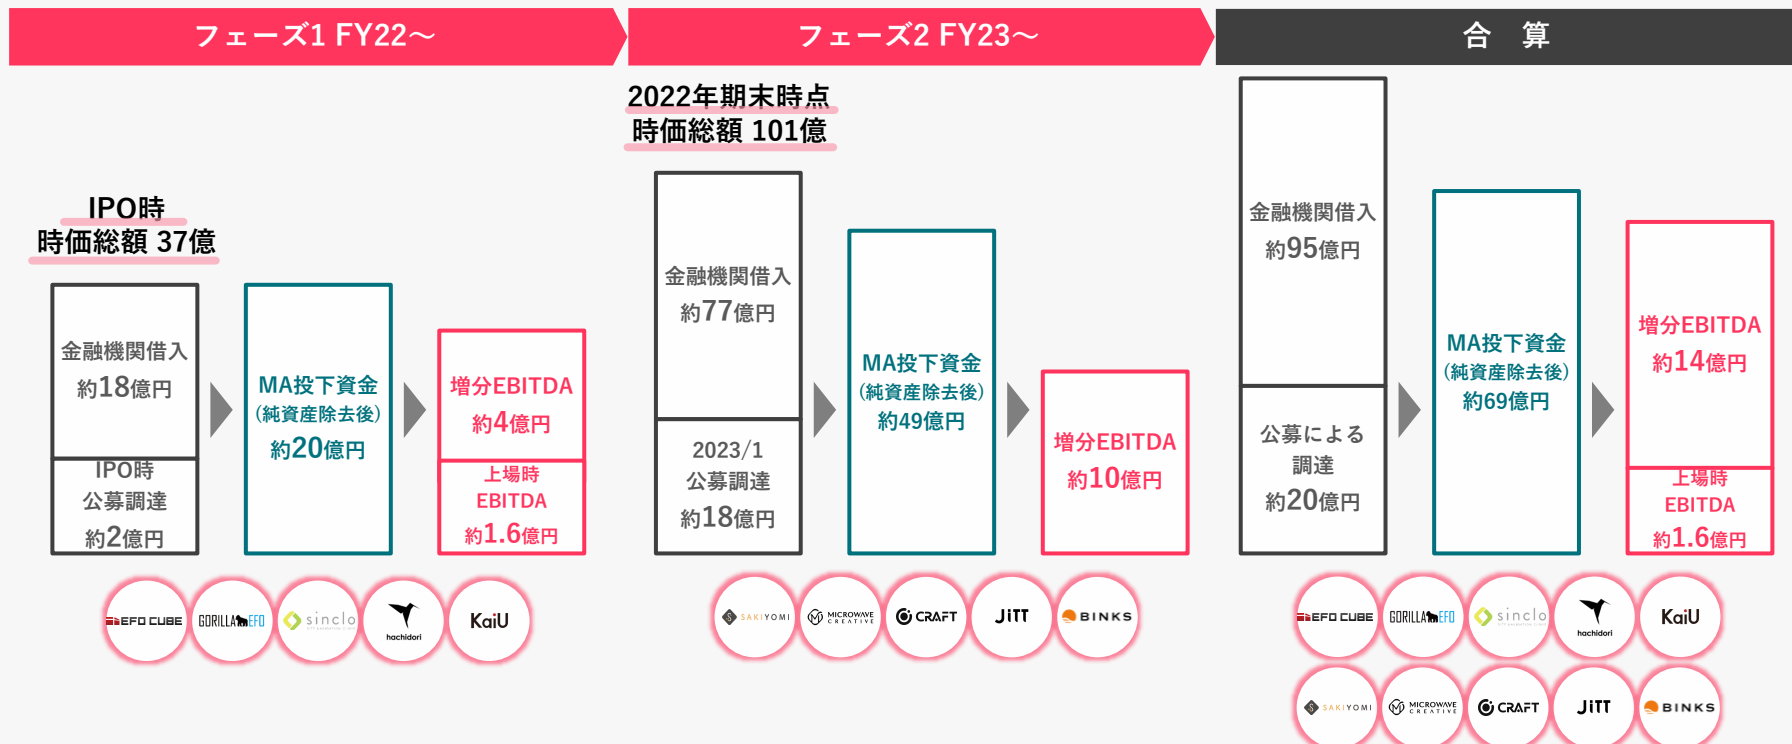 フェーズ1 FY22～
フェーズ2 FY23～
合　算
IPO時
時価総額 37億
金融機関借入
約18億円
IPO時
公募調達
約2億円
MA投下資金
(純資産除去後)
約20億円
増分EBITDA
約4億円
上場時
EBITDA
約1.6億円
EFO CUBE
GORILLA EFO
sinclo
hachidori
KaiU
2022年期末時点
時価総額 101億
金融機関借入
約77億円
2023/1
公募調達
約18億円
MA投下資金
(純資産除去後)
約49億円
増分EBITDA
約10億円
SAKIYOMI
MICROWAVE
CREATIVE
CRAFT
JiTT
BINKS
金融機関借入
約95億円
公募による
調達
約20億円
MA投下資金
(純資産除去後)
約69億円
増分EBITDA
約14億円
上場時
EBITDA
約1.6億円
EFO CUBE
GORILLA EFO
sinclo
hachidori
KaiU
SAKIYOMI
MICROWAVE
CREATIVE
CRAFT
JiTT
BINKS